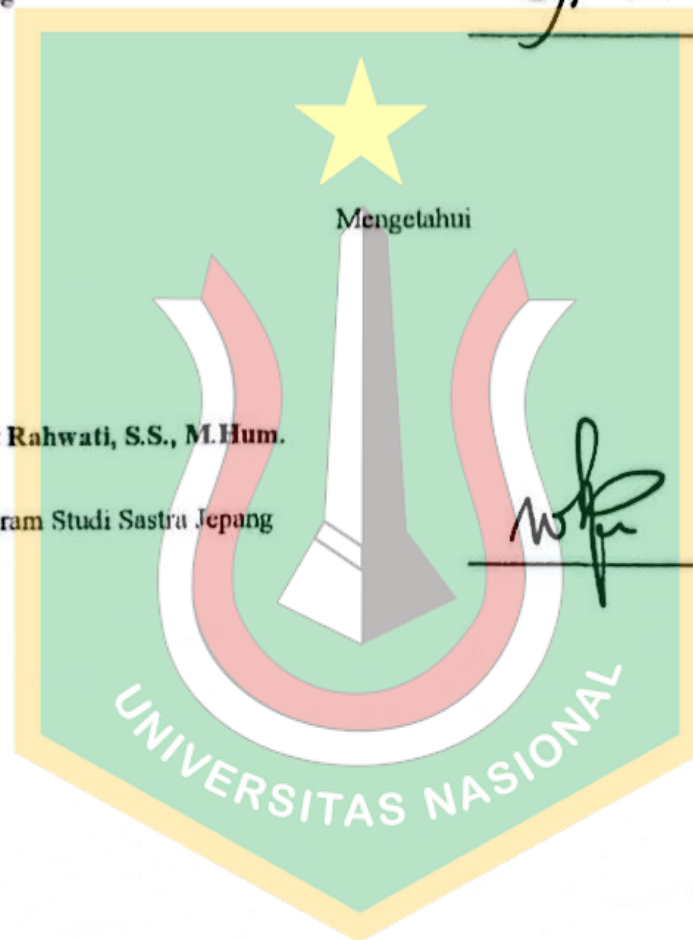 Mengetahui
Rahwati, S.S., M.Hum.
ram Studi Sastra Jepang
UNIVERSITAS NASIONAL